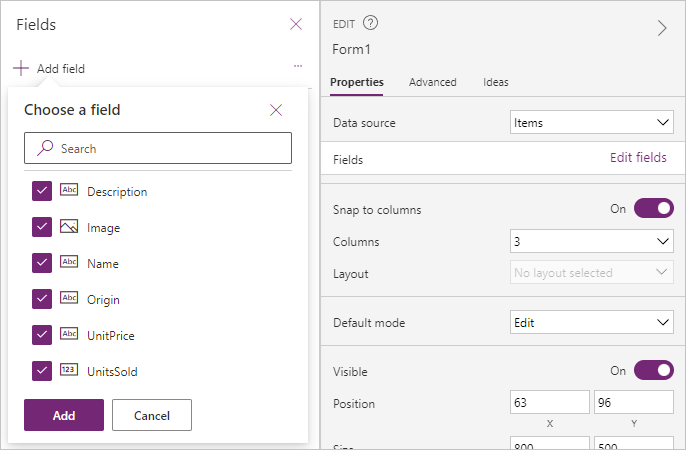 Fields
Add field
Choose a field
Search
Abc Description
Image
Abc Name
Abc Origin
Abc UnitPrice
123 UnitsSold
Add Cancel
EDIT ?
Form1
Properties Advanced Ideas
Data source Items
Fields Edit fields
Snap to columns On
Columns 3
Layout No layout selected
Default mode Edit
Visible On
Position 63 96
X Y
Size 800 500